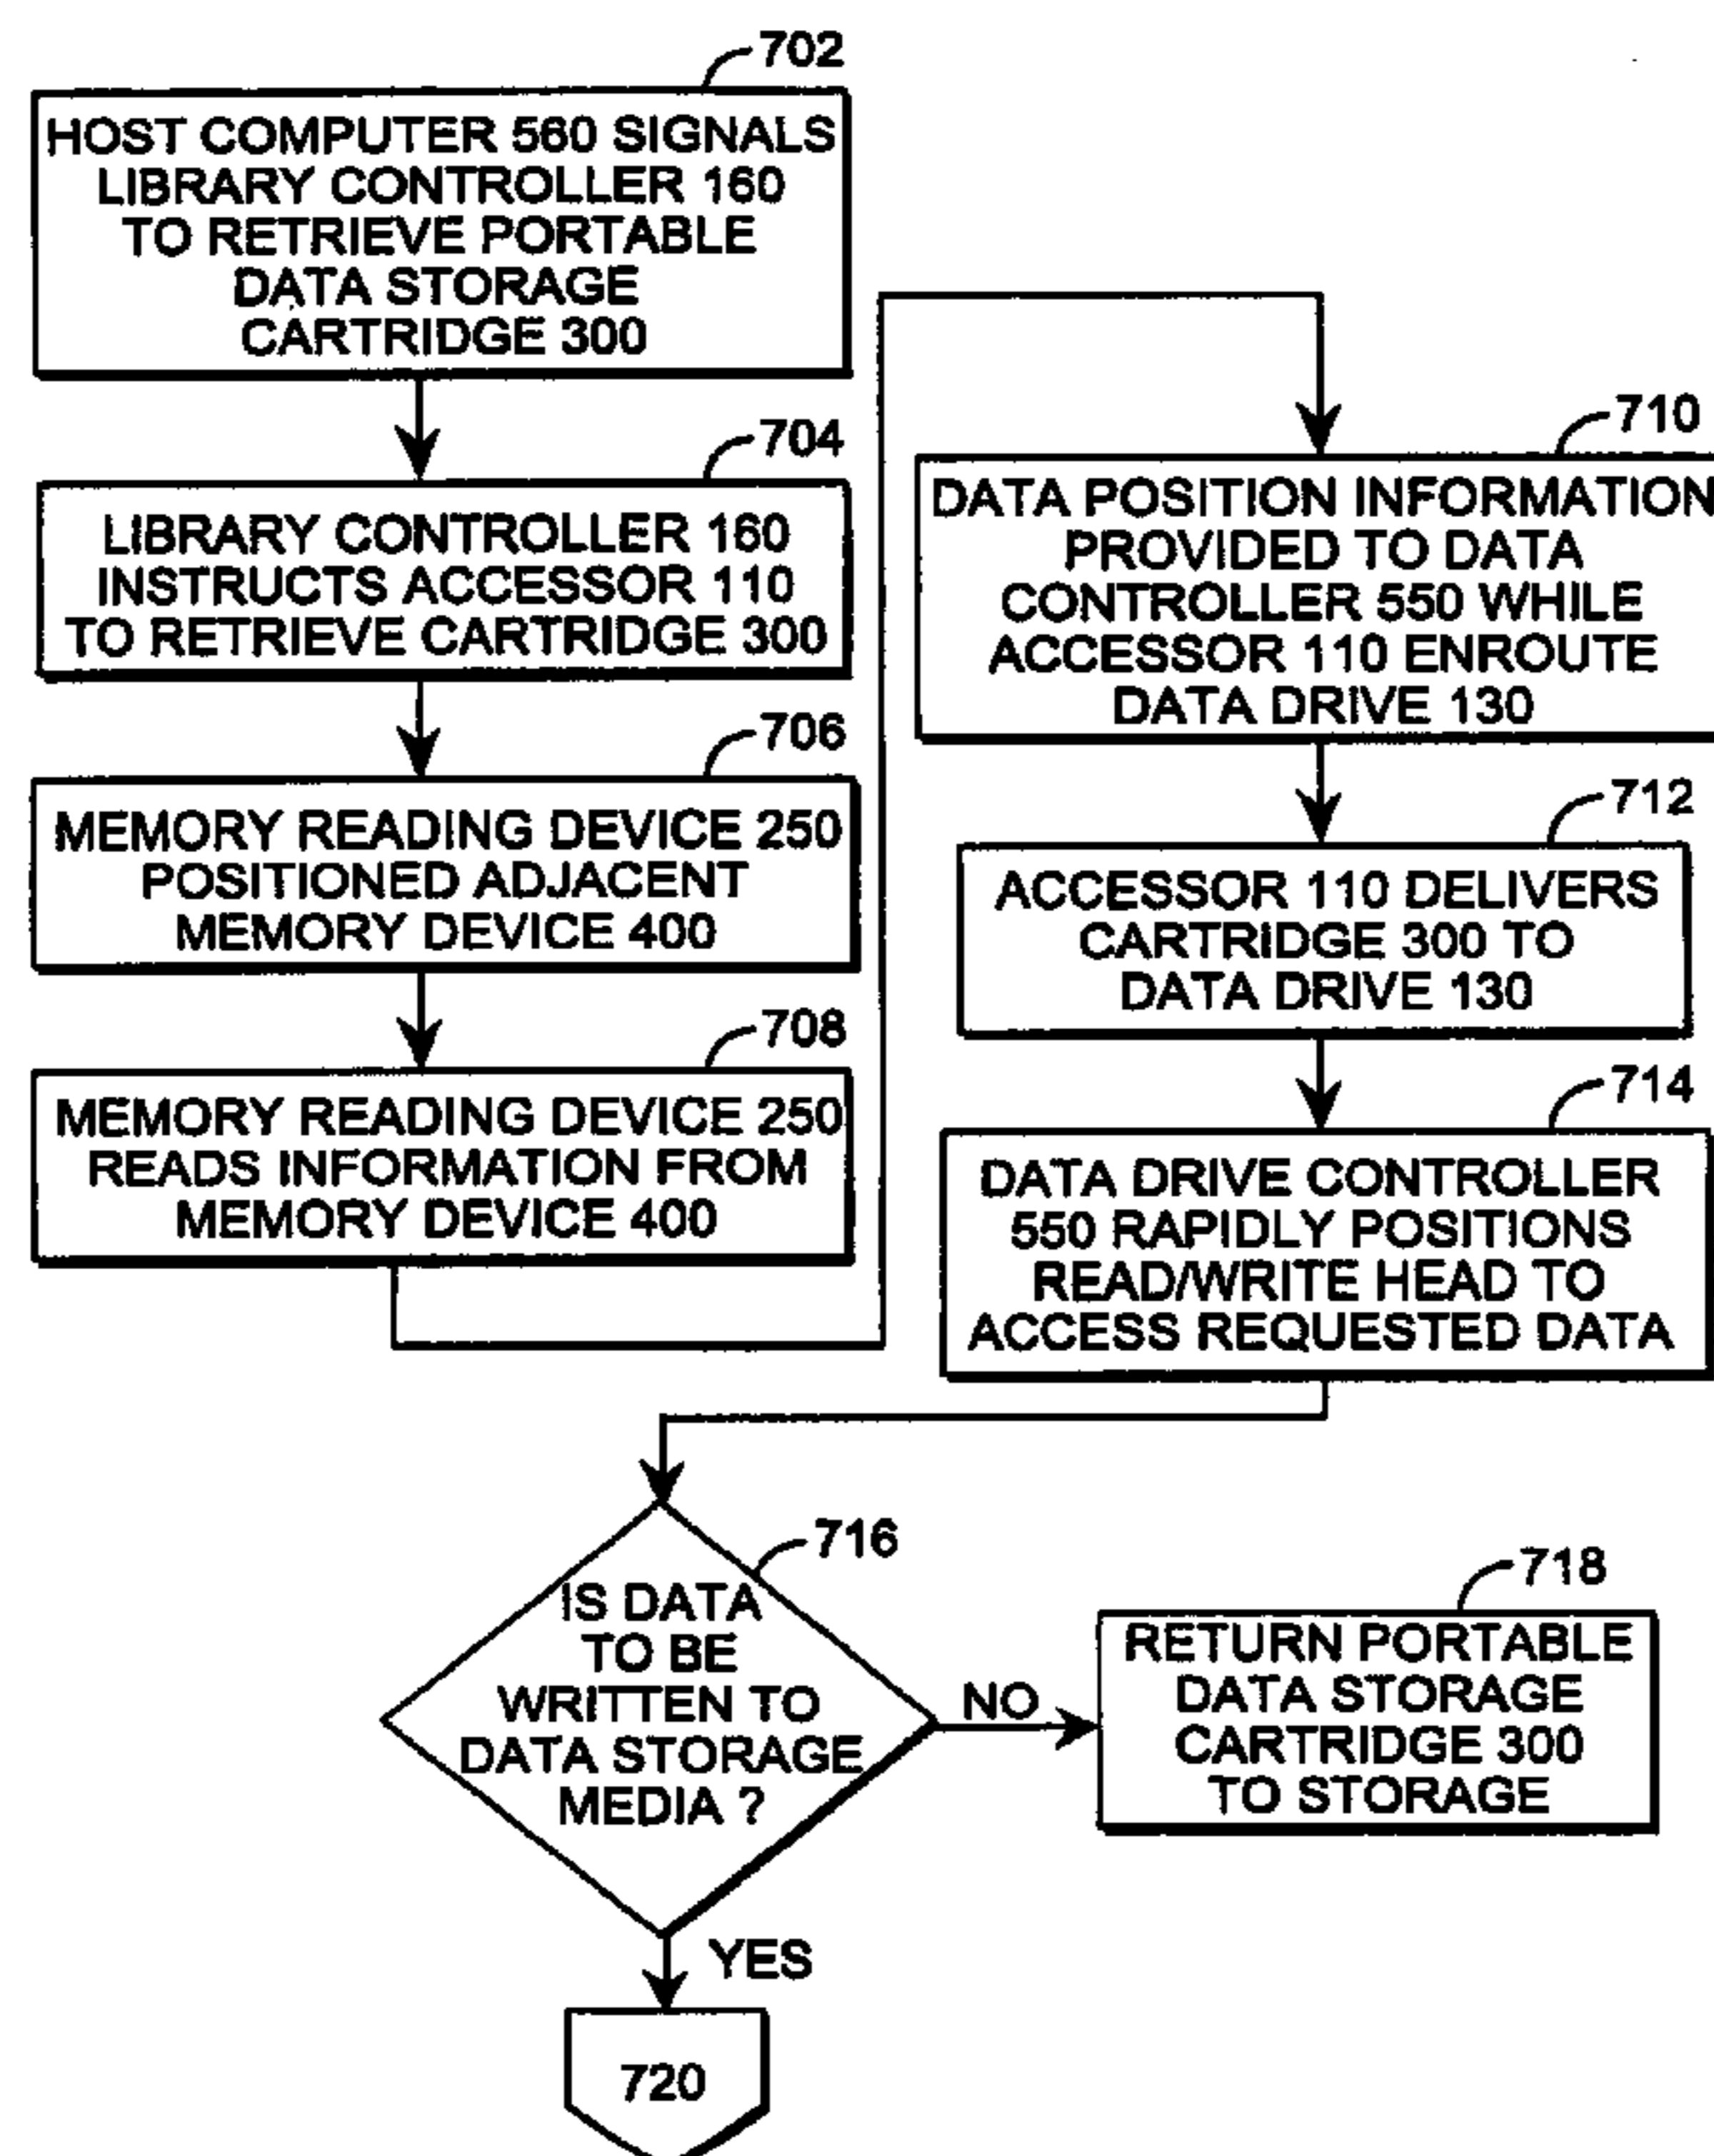 702
HOST COMPUTER 560 SIGNALS
LIBRARY CONTROLLER 160
TO RETRIEVE PORTABLE
DATA STORAGE
CARTRIDGE 300
704
LIBRARY CONTROLLER 160
INSTRUCTS ACCESSOR 110
TO RETRIEVE CARTRIDGE 300
706
MEMORY READING DEVICE 250
POSITIONED ADJACENT
MEMORY DEVICE 400
708
MEMORY READING DEVICE 250
READS INFORMATION FROM
MEMORY DEVICE 400
710
DATA POSITION INFORMATION
PROVIDED TO DATA
CONTROLLER 550 WHILE
ACCESSOR 110 ENROUTE
DATA DRIVE 130
712
ACCESSOR 110 DELIVERS
CARTRIDGE 300 TO
DATA DRIVE 130
714
DATA DRIVE CONTROLLER
550 RAPIDLY POSITIONS
READ/WRITE HEAD TO
ACCESS REQUESTED DATA
716
IS DATA
TO BE
WRITTEN TO
DATA STORAGE
MEDIA ?
NO
718
RETURN PORTABLE
DATA STORAGE
CARTRIDGE 300
TO STORAGE
YES
720